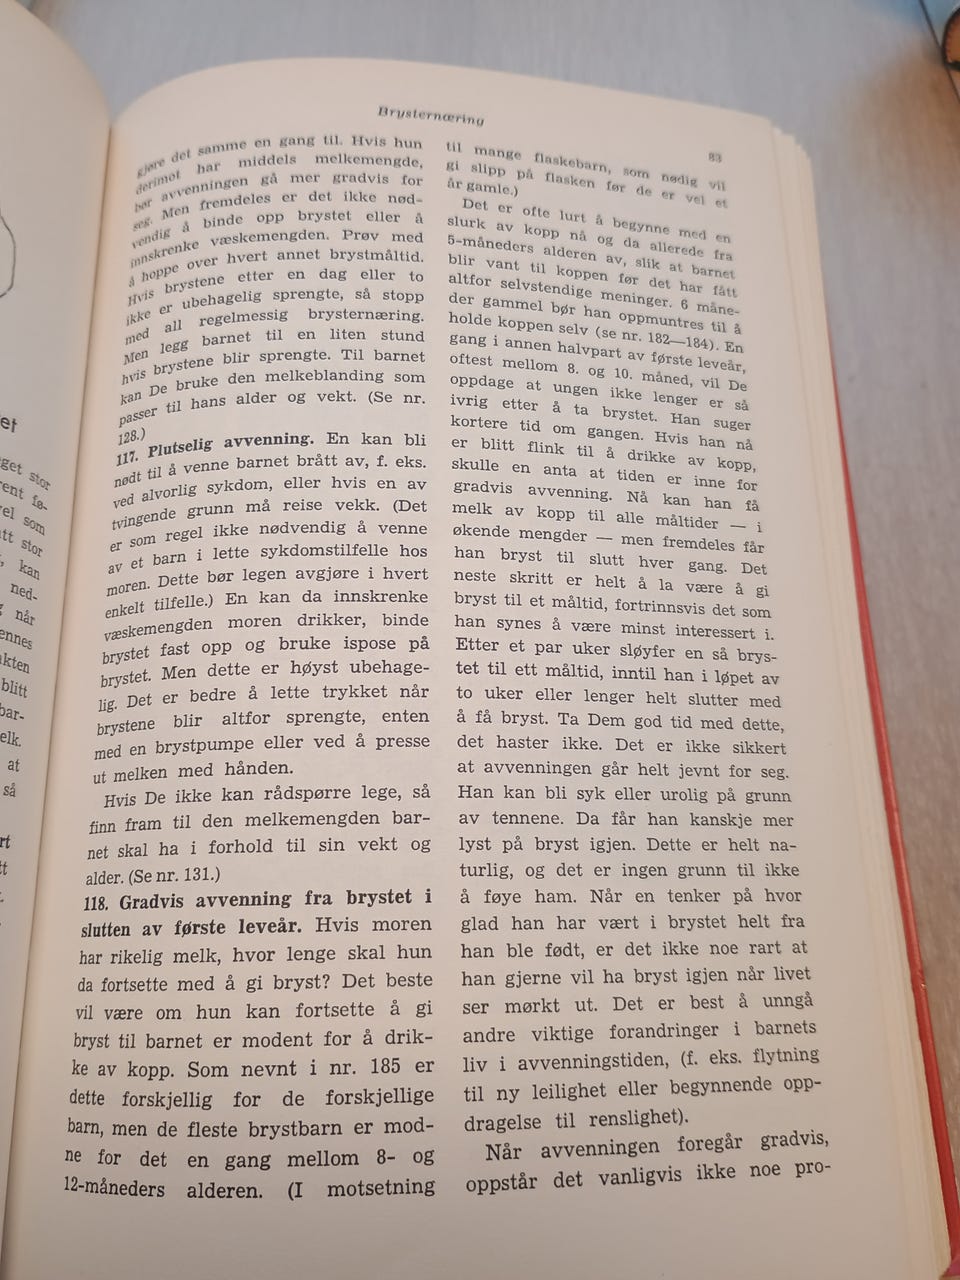 et
get stor
rent fø-
vel som
tt stor
, kan
ned-
g når
ennes
kten
blitt
bar-
elk.
at
så
rt
tt
Brysternæring
83
gjøre det samme en gang til. Hvis hun
derimot har middels melkemengde,
bør avvenningen gå mer gradvis for
seg. Men fremdeles er det ikke nød-
vendig å binde opp brystet eller å
innskrenke væskemengden. Prøv med
å hoppe over hvert annet brystmåltid.
Hvis brystene etter en dag eller to
ikke er ubehagelig sprengte, så stopp
med all regelmessig brysternæring.
Men legg barnet til en liten stund
hvis brystene blir sprengte. Til barnet
kan De bruke den melkeblanding som
passer til hans alder og vekt. (Se nr.
128.)
117. Plutselig avvenning. En kan bli
nødt til å venne barnet brått av, f. eks.
ved alvorlig sykdom, eller hvis en av
tvingende grunn må reise vekk. (Det
er som regel ikke nødvendig å venne
av et barn i lette sykdomstilfelle hos
moren. Dette bør legen avgjøre i hvert
enkelt tilfelle.) En kan da innskrenke
væskemengden moren drikker, binde
brystet fast opp og bruke ispose på
brystet. Men dette er høyst ubehage-
lig. Det er bedre å lette trykket når
brystene blir altfor sprengte, enten
med en brystpumpe eller ved å presse
ut melken med hånden.
Hvis De ikke kan rådspørre lege, så
finn fram til den melkemengden bar-
net skal ha i forhold til sin vekt og
alder. (Se nr. 131.)
118. Gradvis avvenning fra brystet i
slutten av første leveår. Hvis moren
har rikelig melk, hvor lenge skal hun
da fortsette med å gi bryst? Det beste
vil være om hun kan fortsette å gi
bryst til barnet er modent for å drik-
ke av kopp. Som nevnt i nr. 185 er
dette forskjellig for de forskjellige
barn, men de fleste brystbarn er mod-
ne for det en gang mellom 8- og
12-måneders alderen. (I motsetning
til mange flaskebarn, som nødig vil
gi slipp på flasken før de er vel et
år gamle.)
Det er ofte lurt å begynne med en
slurk av kopp nå og da allerede fra
5-måneders alderen av, slik at barnet
blir vant til koppen før det har fått
altfor selvstendige meninger. 6 måne-
der gammel bør han oppmuntres til å
holde koppen selv (se nr. 182—184). En
gang i annen halvpart av første leveår,
oftest mellom 8. og 10. måned, vil De
oppdage at ungen ikke lenger er så
ivrig etter å ta brystet. Han suger
kortere tid om gangen. Hvis han nå
er blitt flink til å drikke av kopp,
skulle en anta at tiden er inne for
gradvis avvenning. Nå kan han få
melk av kopp til alle måltider — i
økende mengder — men fremdeles får
han bryst til slutt hver gang. Det
neste skritt er helt å la være å gi
bryst til et måltid, fortrinnsvis det som
han synes å være minst interessert i.
Etter et par uker sløyfer en så brys-
tet til ett måltid, inntil han i løpet av
to uker eller lenger helt slutter med
å få bryst. Ta Dem god tid med dette,
det haster ikke. Det er ikke sikkert
at avvenningen går helt jevnt for seg.
Han kan bli syk eller urolig på grunn
av tennene. Da får han kanskje mer
lyst på bryst igjen. Dette er helt na-
turlig, og det er ingen grunn til ikke
å føye ham. Når en tenker på hvor
glad han har vært i brystet helt fra
han ble født, er det ikke noe rart at
han gjerne vil ha bryst igjen når livet
ser mørkt ut. Det er best å unngå
andre viktige forandringer i barnets
liv i avvenningstiden, (f. eks. flytning
til ny leilighet eller begynnende opp-
dragelse til renslighet).
Når avvenningen foregår gradvis,
oppstår det vanligvis ikke noe pro-